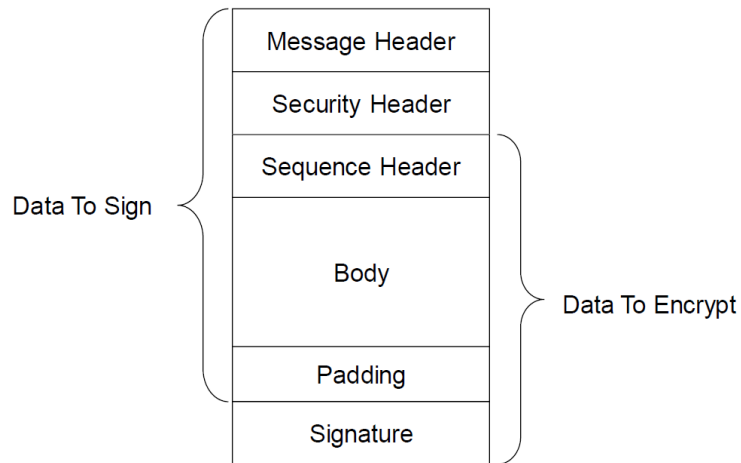 Message Header
Security Header
Sequence Header
Data To Sign
Body
Data To Encrypt
Padding
Signature